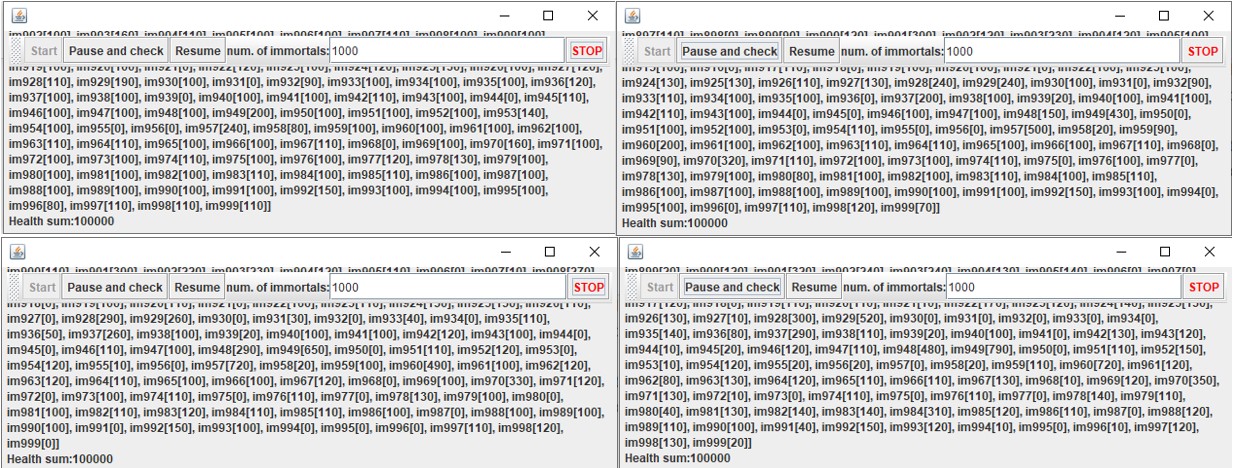 Start Pause and check Resume num. of immortals: 1000 STOP
im928[110], im929[90], im930[100], im931[0], im932[90], im933[100], im934[100], im935[100], im936[120],
im937[100], im938[100], im939[0], im940[100], im941[100], im942[110], im943[100], im944[0], im945[110],
im946[100], im947[100], im948[100], im949[200], im950[100], im951[100], im952[100], im953[140],
im954[100], im955[0], im956[0], im957[240], im958[80], im959[100], im960[100], im961[100], im962[100],
im963[110], im964[110], im965[100], im966[100], im967[110], im968[0], im969[100], im970[160], im971[100],
im972[100], im973[100], im974[110], im975[100], im976[100], im977[120], im978[130], im979[100],
im980[100], im981[100], im982[100], im983[110], im984[100], im985[110], im986[100], im987[100],
im988[100], im989[100], im990[100], im991[100], im992[150], im993[100], im994[100], im995[100],
im996[80], im997[110], im998[110], im999[110]]
Health sum:100000
Start Pause and check Resume num. of immortals: 1000 STOP
im924[130], im925[130], im926[110], im927[130], im928[240], im929[240], im930[100], im931[0], im932[90],
im933[110], im934[100], im935[100], im936[0], im937[200], im938[100], im939[20], im940[100], im941[100],
im942[110], im943[100], im944[0], im945[0], im946[100], im947[100], im948[150], im949[430], im950[0],
im951[100], im952[100], im953[0], im954[110], im955[0], im956[0], im957[500], im958[20], im959[90],
im960[200], im961[100], im962[100], im963[110], im964[110], im965[100], im966[100], im967[110], im968[0],
im969[90], im970[320], im971[110], im972[100], im973[100], im974[110], im975[0], im976[100], im977[0],
im978[130], im979[100], im980[80], im981[100], im982[100], im983[110], im984[100], im985[110],
im986[100], im987[100], im988[100], im989[100], im990[100], im991[100], im992[150], im993[100], im994[0],
im995[100], im996[0], im997[110], im998[120], im999[70]]
Health sum:100000
Start Pause and check Resume num. of immortals: 1000 STOP
im927[0], im928[290], im929[260], im930[0], im931[30], im932[0], im933[40], im934[0], im935[110],
im936[50], im937[260], im938[100], im939[20], im940[100], im941[100], im942[120], im943[100], im944[0],
im945[0], im946[110], im947[100], im948[290], im949[650], im950[0], im951[110], im952[120], im953[0],
im954[120], im955[10], im956[0], im957[720], im958[20], im959[100], im960[490], im961[100], im962[120],
im963[120], im964[110], im965[100], im966[100], im967[120], im968[0], im969[100], im970[330], im971[120],
im972[0], im973[100], im974[110], im975[0], im976[110], im977[0], im978[130], im979[100], im980[0],
im981[100], im982[110], im983[120], im984[110], im985[110], im986[100], im987[0], im988[100], im989[100],
im990[100], im991[0], im992[150], im993[100], im994[0], im995[0], im996[0], im997[110], im998[120],
im999[0]]
Health sum:100000
Start Pause and check Resume num. of immortals: 1000 STOP
im926[130], im927[10], im928[300], im929[520], im930[0], im931[0], im932[0], im933[0], im934[0],
im935[140], im936[80], im937[290], im938[110], im939[20], im940[100], im941[0], im942[130], im943[120],
im944[10], im945[20], im946[120], im947[110], im948[480], im949[790], im950[0], im951[110], im952[150],
im953[10], im954[120], im955[20], im956[20], im957[0], im958[20], im959[110], im960[720], im961[120],
im962[80], im963[130], im964[120], im965[110], im966[110], im967[130], im968[10], im969[120], im970[350],
im971[130], im972[10], im973[0], im974[110], im975[0], im976[110], im977[0], im978[140], im979[110],
im980[40], im981[130], im982[140], im983[140], im984[310], im985[120], im986[110], im987[0], im988[120],
im989[110], im990[100], im991[40], im992[150], im993[120], im994[10], im995[0], im996[10], im997[120],
im998[130], im999[20]]
Health sum:100000